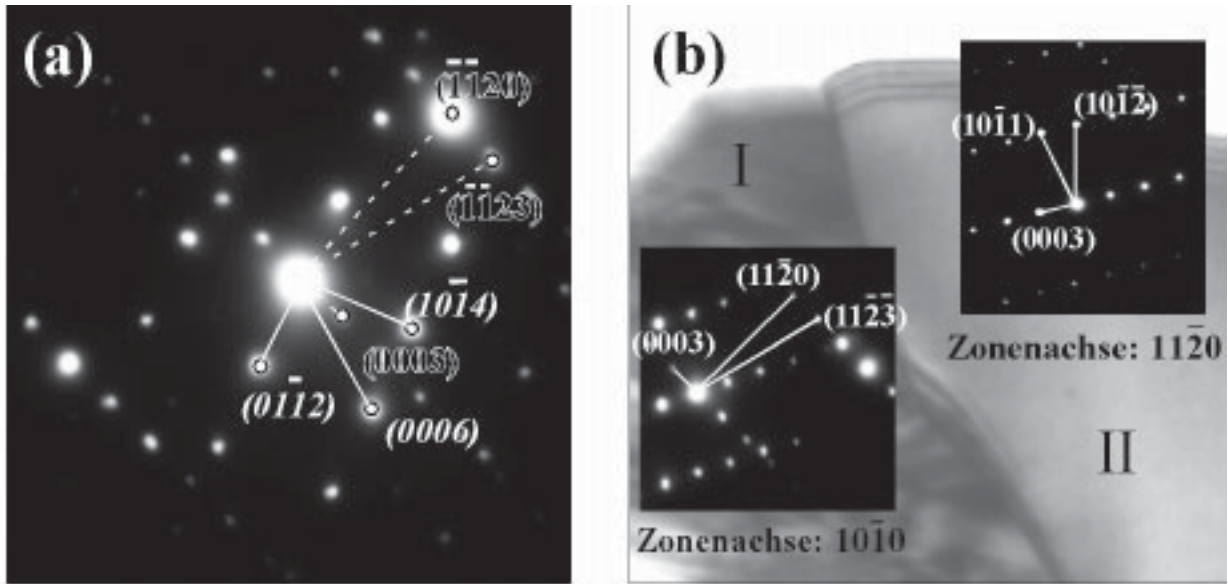 (a)
(1̄1̄20)
(1̄1̄23)
(101̄4)
(0003)
(011̄2)
(0006)
(b)
I
II
(101̄2̄)
(101̄1)
(0003)
Zonenachse: 112̄0
(112̄0)
(112̄3̄)
(0003)
Zonenachse: 101̄0